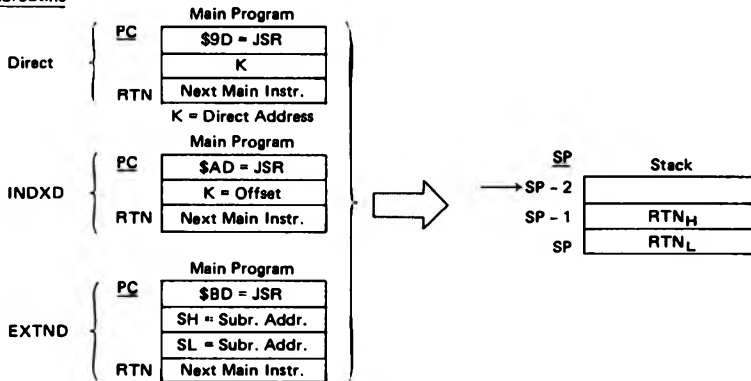 Main Program
PC
$9D = JSR
Direct
K
RTN
Next Main Instr.
K = Direct Address
Main Program
PC
$AD = JSR
INDXD
K = Offset
RTN
Next Main Instr.
Main Program
PC
$BD = JSR
EXTND
SH = Subr. Addr.
SL = Subr. Addr.
RTN
Next Main Instr.
SP
Stack
SP - 2
SP - 1
RTNH
SP
RTNL